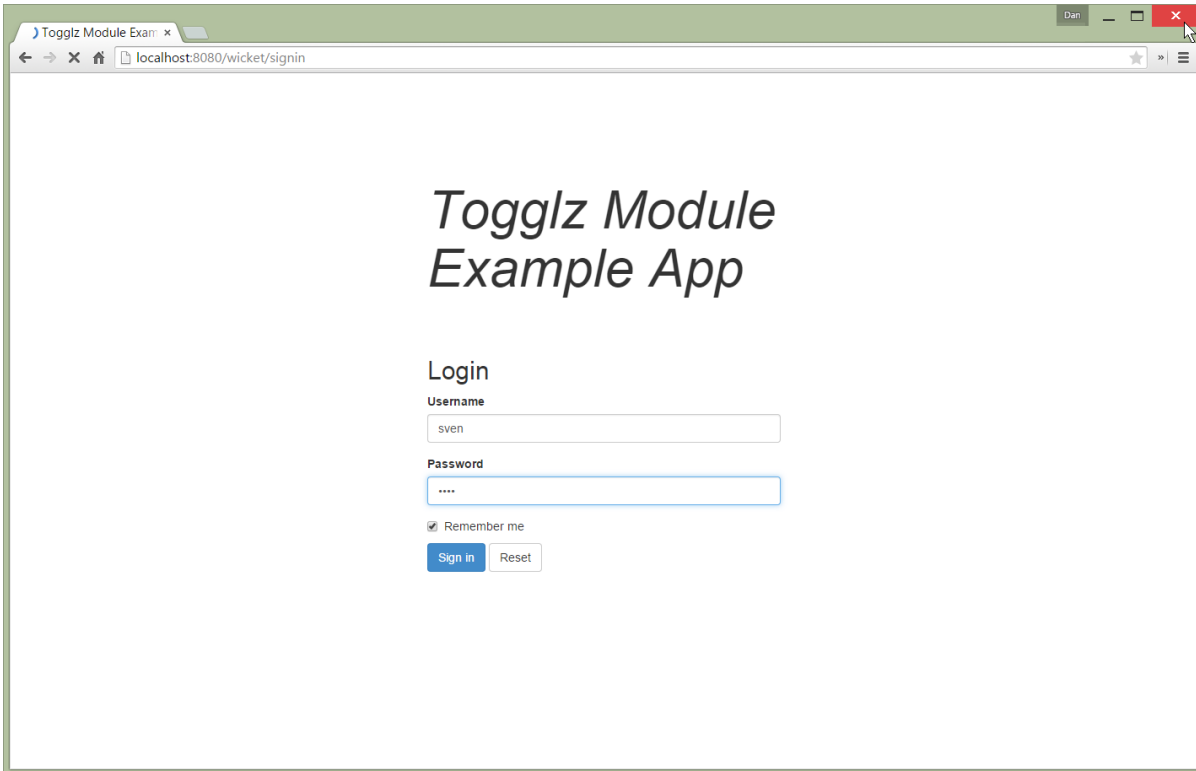 Dan
Togglz Module Exam
localhost:8080/wicket/signin
Togglz Module
Example App
Login
Username
sven
Password
••••
Remember me
Sign in Reset